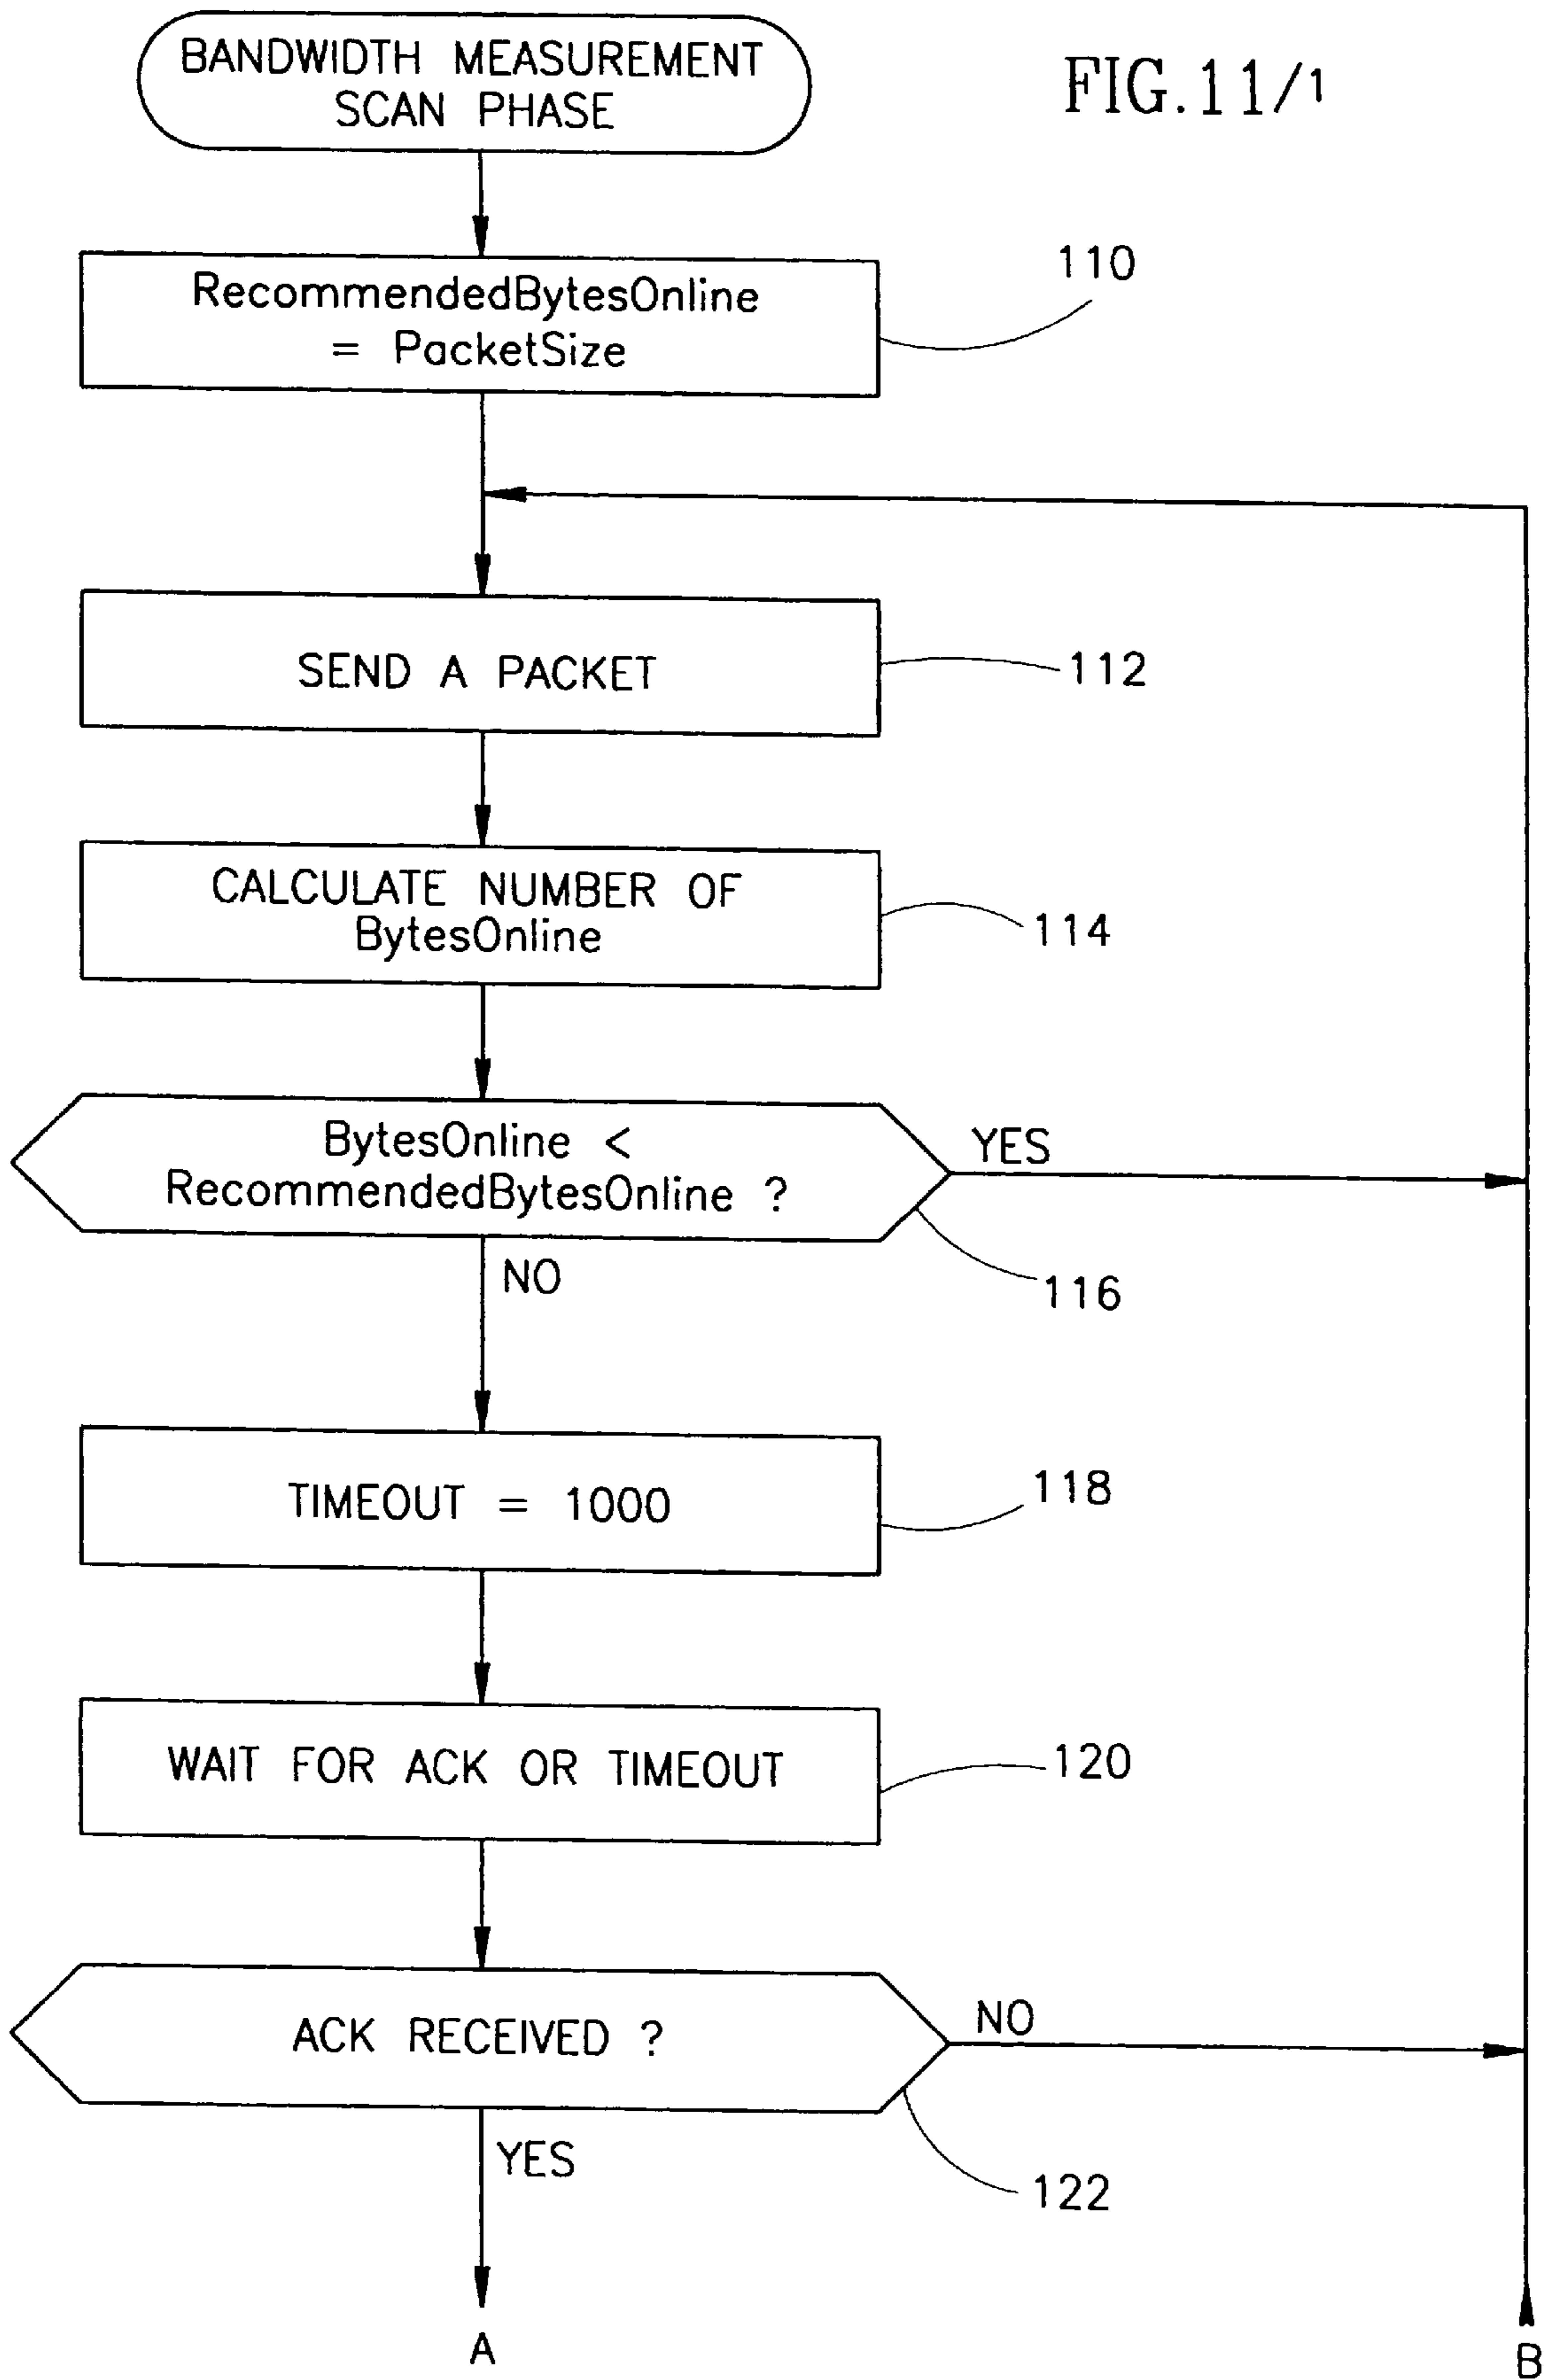 BANDWIDTH MEASUREMENT
SCAN PHASE
FIG.11/1
RecommendedBytesOnline
= PacketSize
110
SEND A PACKET
112
CALCULATE NUMBER OF
BytesOnline
114
BytesOnline <
RecommendedBytesOnline ?
YES
116
NO
TIMEOUT = 1000
118
WAIT FOR ACK OR TIMEOUT
120
ACK RECEIVED ?
NO
122
YES
A
B